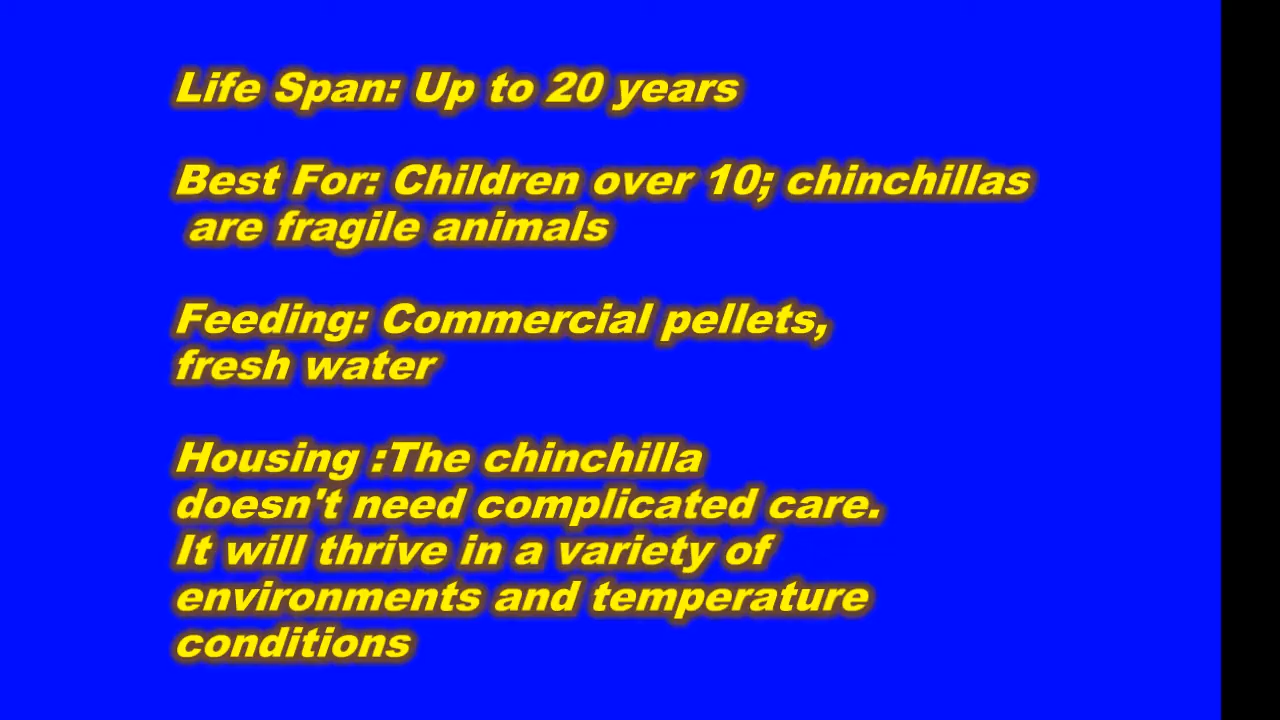 Life Span: Up to 20 years
Best For: Children over 10; chinchillas
are fragile animals
Feeding: Commercial pellets,
fresh water
Housing :The chinchilla
doesn't need complicated care.
It will thrive in a variety of
environments and temperature
conditions